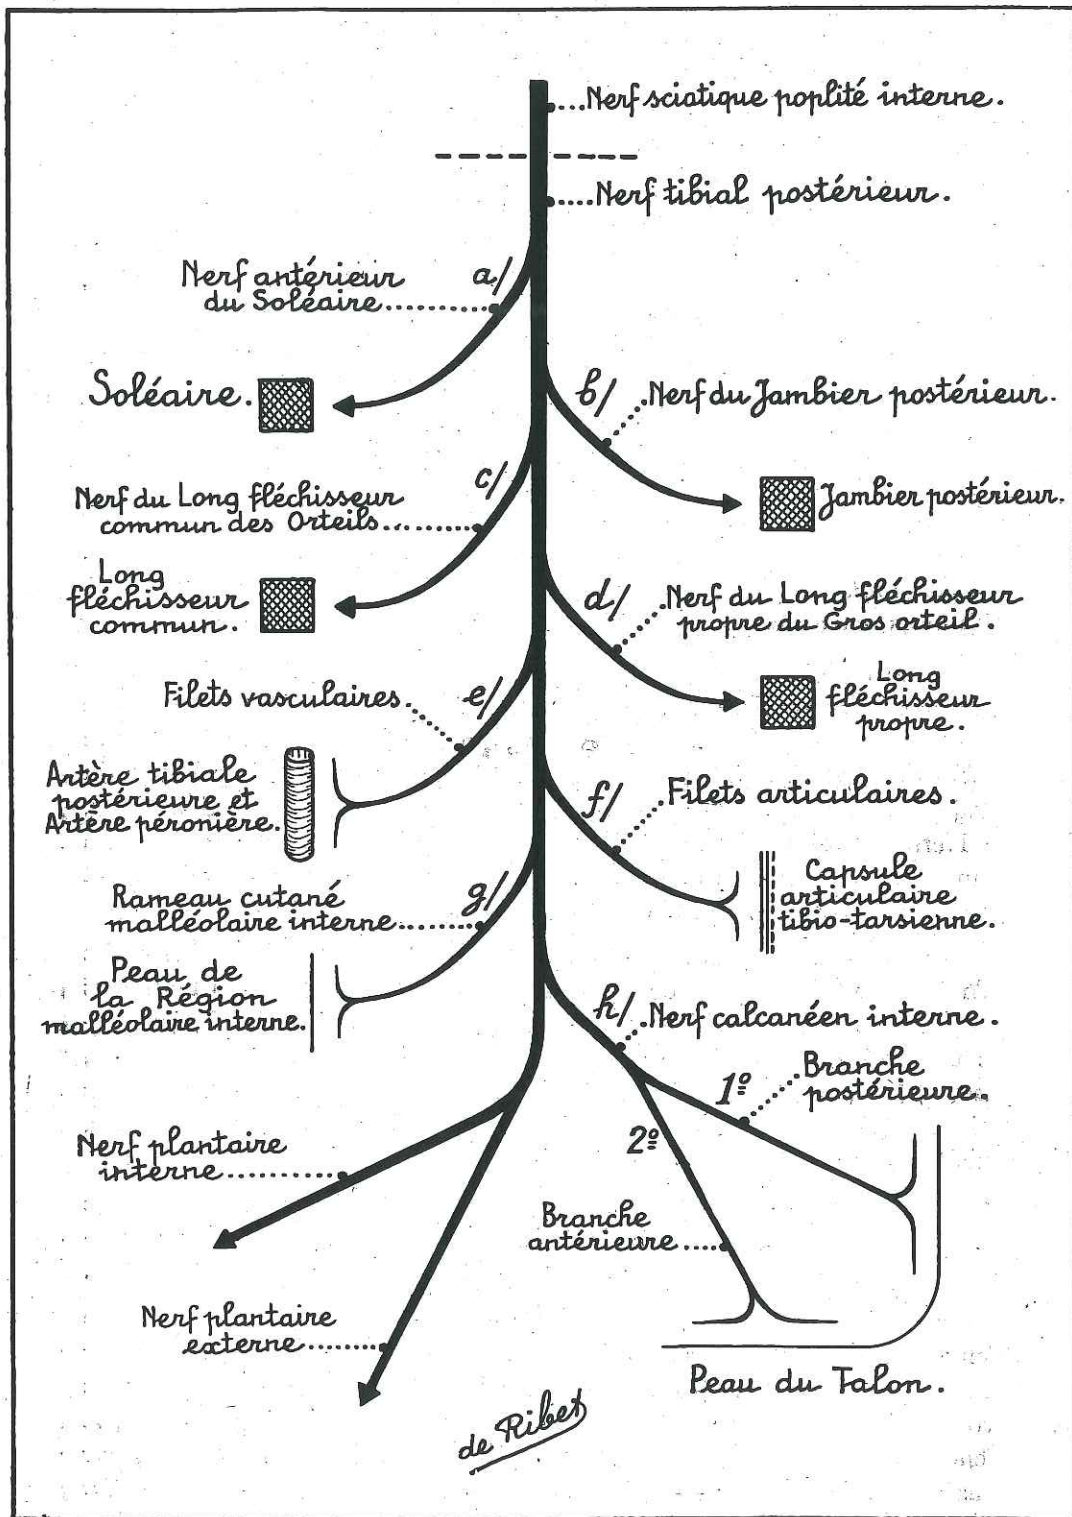 Nerf sciatique poplité interne.
Nerf tibial postérieur.
a/
Nerf antérieur
du Soléaire
Soléaire.
b/
Nerf du Jambier postérieur.
Jambier postérieur.
c/
Nerf du Long fléchisseur
commun des Orteils
Long
fléchisseur
commun.
d/
Nerf du Long fléchisseur
propre du Gros orteil.
Long
fléchisseur
propre.
e/
Filets vasculaires.
Artère tibiale
postérieure et
Artère péronière.
f/
Filets articulaires.
Capsule
articulaire
tibio-tarsienne.
g/
Rameau cutané
malléolaire interne
Peau de
la Région
malléolaire interne.
h/
Nerf calcanéen interne.
1º
Branche
postérieure.
2º
Branche
antérieure
Peau du Talon.
Nerf plantaire
interne
Nerf plantaire
externe
de Ribet